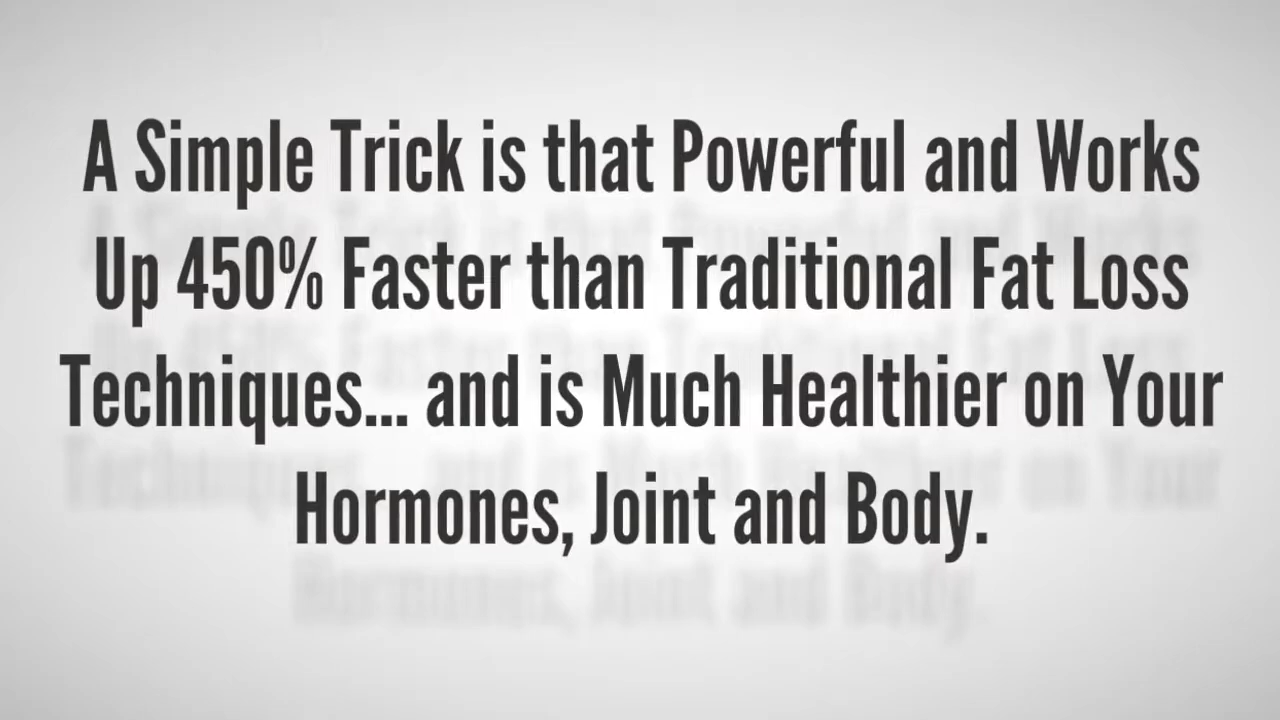 A Simple Trick is that Powerful and Works
Up 450% Faster than Traditional Fat Loss
Techniques... and is Much Healthier on Your
Hormones, Joint and Body.